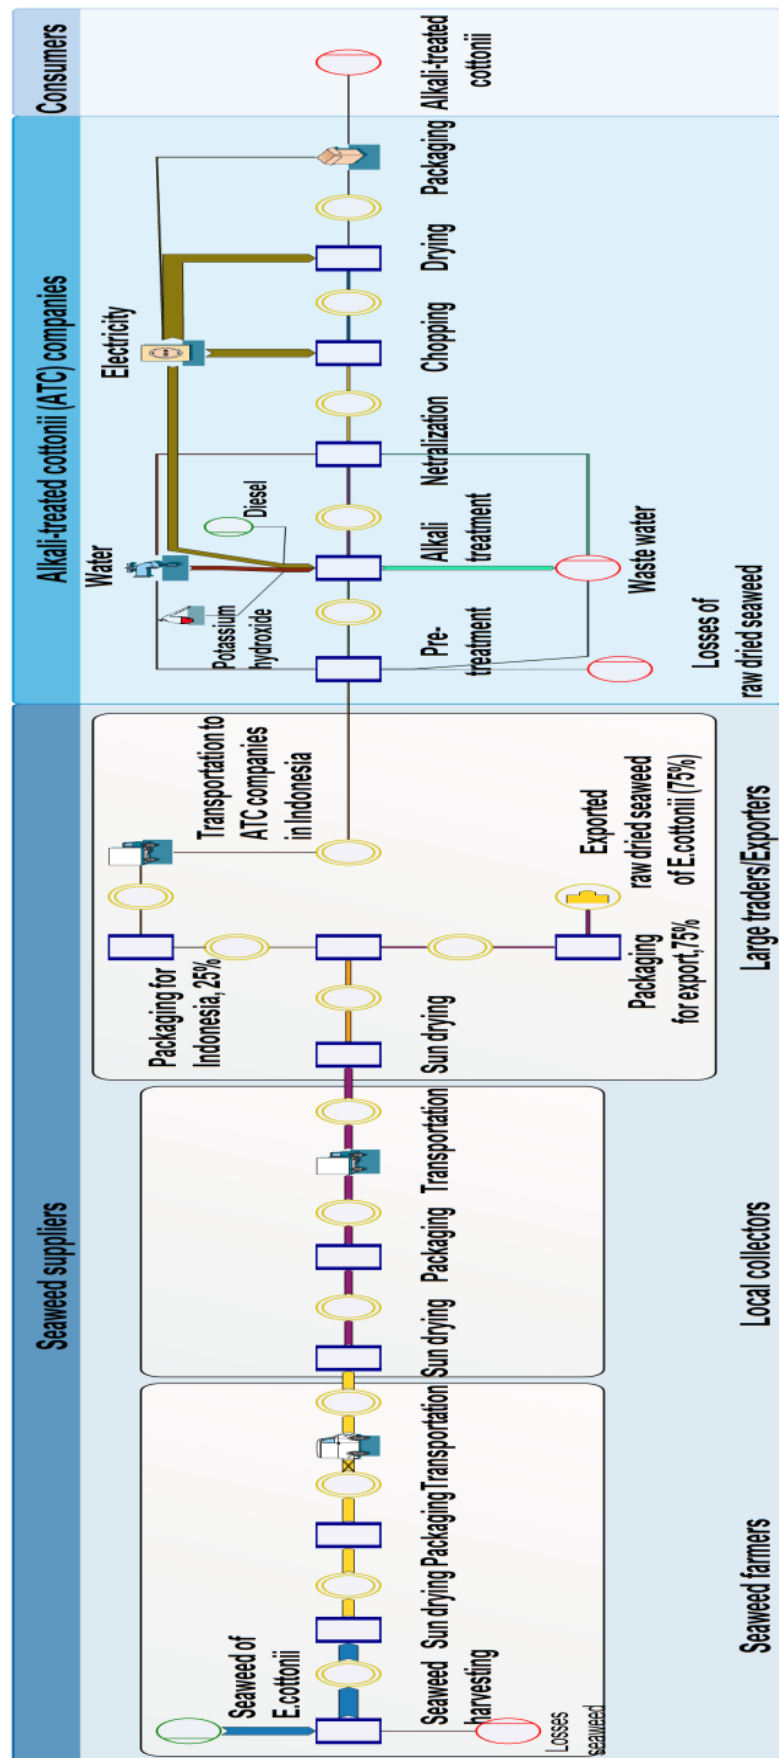 Seaweed suppliers
Alkali-treated cottonii (ATC) companies
Consumers
Seaweed of
E.cottonii
Seaweed
harvesting
Losses
seaweed
Sun drying
Packaging
Transportation
Seaweed farmers
Sun drying
Packaging
Transportation
Local collectors
Sun drying
Packaging for
Indonesia, 25%
Packaging
for export,75%
Exported
raw dried seaweed
of E.cottonii (75%)
Transportation to
ATC companies
in Indonesia
Large traders/Exporters
Pre-
treatment
Losses of
raw dried seaweed
Potassium
hydroxide
Water
Diesel
Alkali
treatment
Waste water
Netralization
Electricity
Chopping
Drying
Packaging
Alkali-treated
cottonii